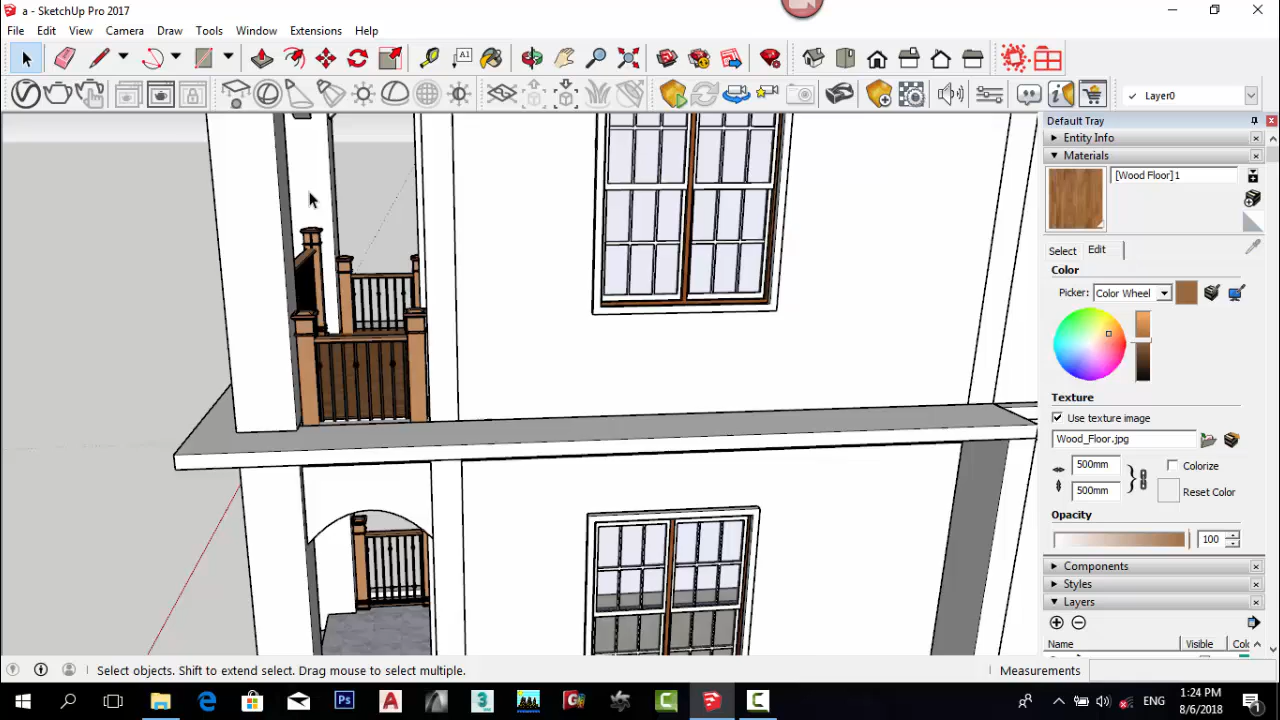 a - SketchUp Pro 2017
File Edit View Camera Draw Tools Window Extensions Help
Layer0
Default Tray
Entity Info
Materials
[Wood Floor]1
Select Edit
Color
Picker: Color Wheel
Texture
Use texture image
Wood_Floor.jpg
500mm
Colorize
500mm
Reset Color
Opacity
100
Components
Styles
Layers
Name Visible Co
Select objects. Shift to extend select. Drag mouse to select multiple.
Measurements
ENG
1:24 PM
8/6/2018